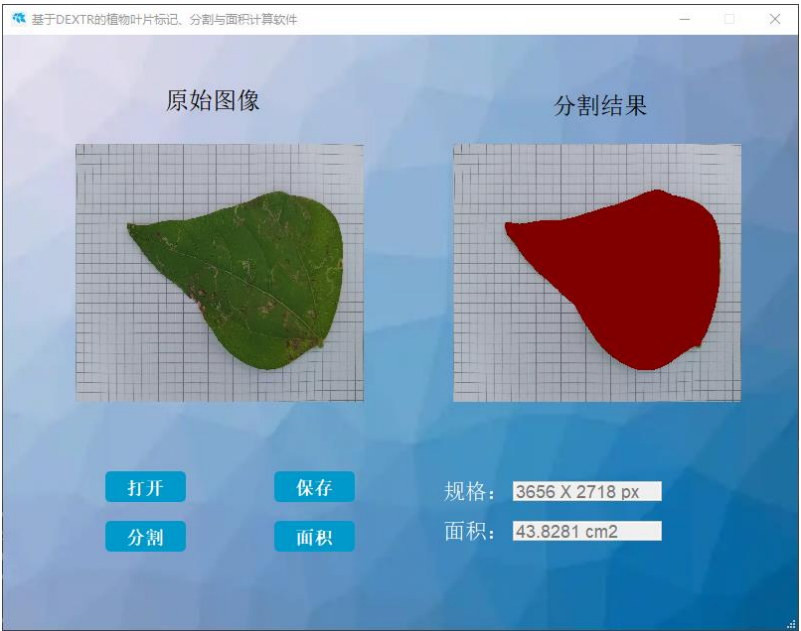 基于DEXTR的植物叶片标记、分割与面积计算软件
原始图像
分割结果
打开
保存
分割
面积
规格： 3656 X 2718 px
面积： 43.8281 cm2